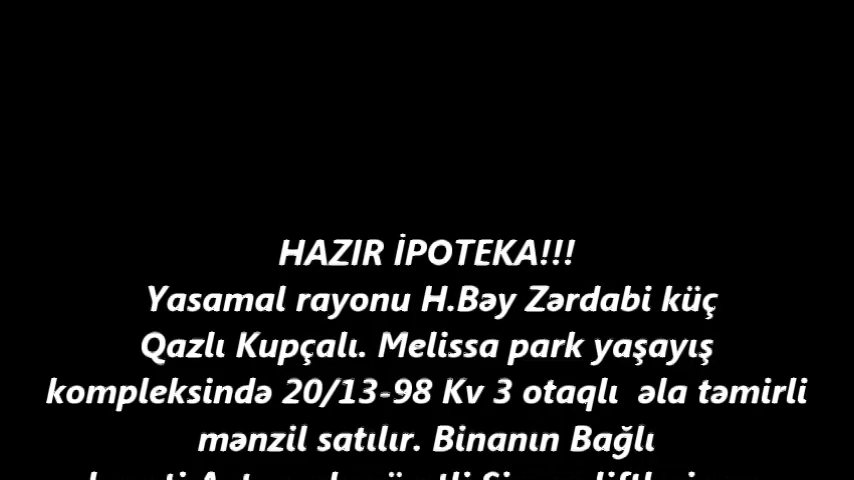 HAZIR İPOTEKA!!!
Yasamal rayonu H.Bəy Zərdabi küç
Qazlı Kupçalı. Melissa park yaşayış
kompleksində 20/13-98 Kv 3 otaqlı əla təmirli
mənzil satılır. Binanın Bağlı